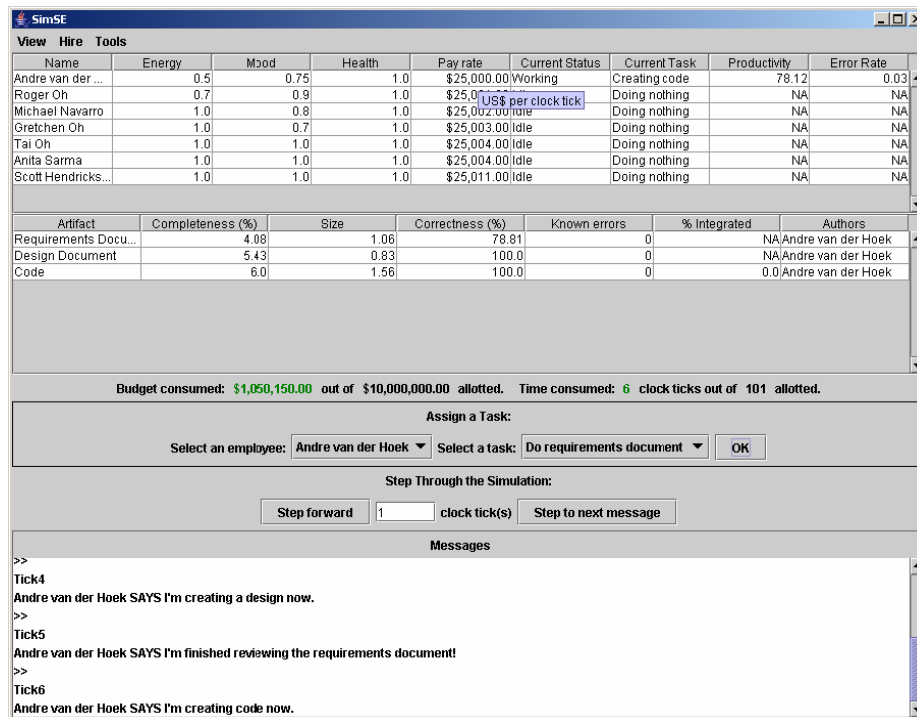 SimSE
View Hire Tools
Name Energy Mood Health Pay rate Current Status Current Task Productivity Error Rate
Andre van der ... 0.5 0.75 1.0 $25,000.00 Working Creating code 78.12 0.03
Roger Oh 0.7 0.9 1.0 Doing nothing NA NA
US$ per clock tick
Michael Navarro 1.0 0.8 1.0 $25,002.00 Idle Doing nothing NA NA
Gretchen Oh 1.0 0.7 1.0 $25,003.00 Idle Doing nothing NA NA
Tai Oh 1.0 1.0 1.0 $25,004.00 Idle Doing nothing NA NA
Anita Sarma 1.0 1.0 1.0 $25,004.00 Idle Doing nothing NA NA
Scott Hendricks... 1.0 1.0 1.0 $25,011.00 Idle Doing nothing NA NA
Artifact Completeness (%) Size Correctness (%) Known errors % Integrated Authors
Requirements Docu... 4.08 1.06 78.81 0 NA Andre van der Hoek
Design Document 5.43 0.83 100.0 0 NA Andre van der Hoek
Code 6.0 1.56 100.0 0 0.0 Andre van der Hoek
Budget consumed: $1,050,150.00 out of $10,000,000.00 allotted. Time consumed: 6 clock ticks out of 101 allotted.
Assign a Task:
Select an employee: Andre van der Hoek Select a task: Do requirements document OK
Step Through the Simulation:
Step forward 1 clock tick(s) Step to next message
Messages
>>
Tick4
Andre van der Hoek SAYS I'm creating a design now.
>>
Tick5
Andre van der Hoek SAYS I'm finished reviewing the requirements document!
>>
Tick6
Andre van der Hoek SAYS I'm creating code now.